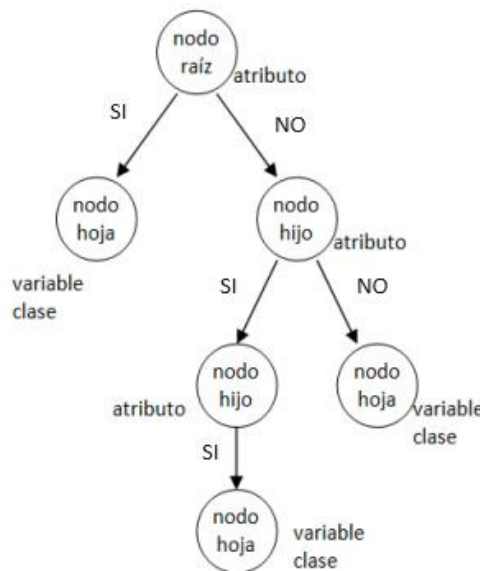 nodo
raíz
atributo
SI
NO
nodo
hoja
nodo
hijo
atributo
variable
clase
SI
NO
nodo
hijo
atributo
nodo
hoja
variable
clase
SI
nodo
hoja
variable
clase